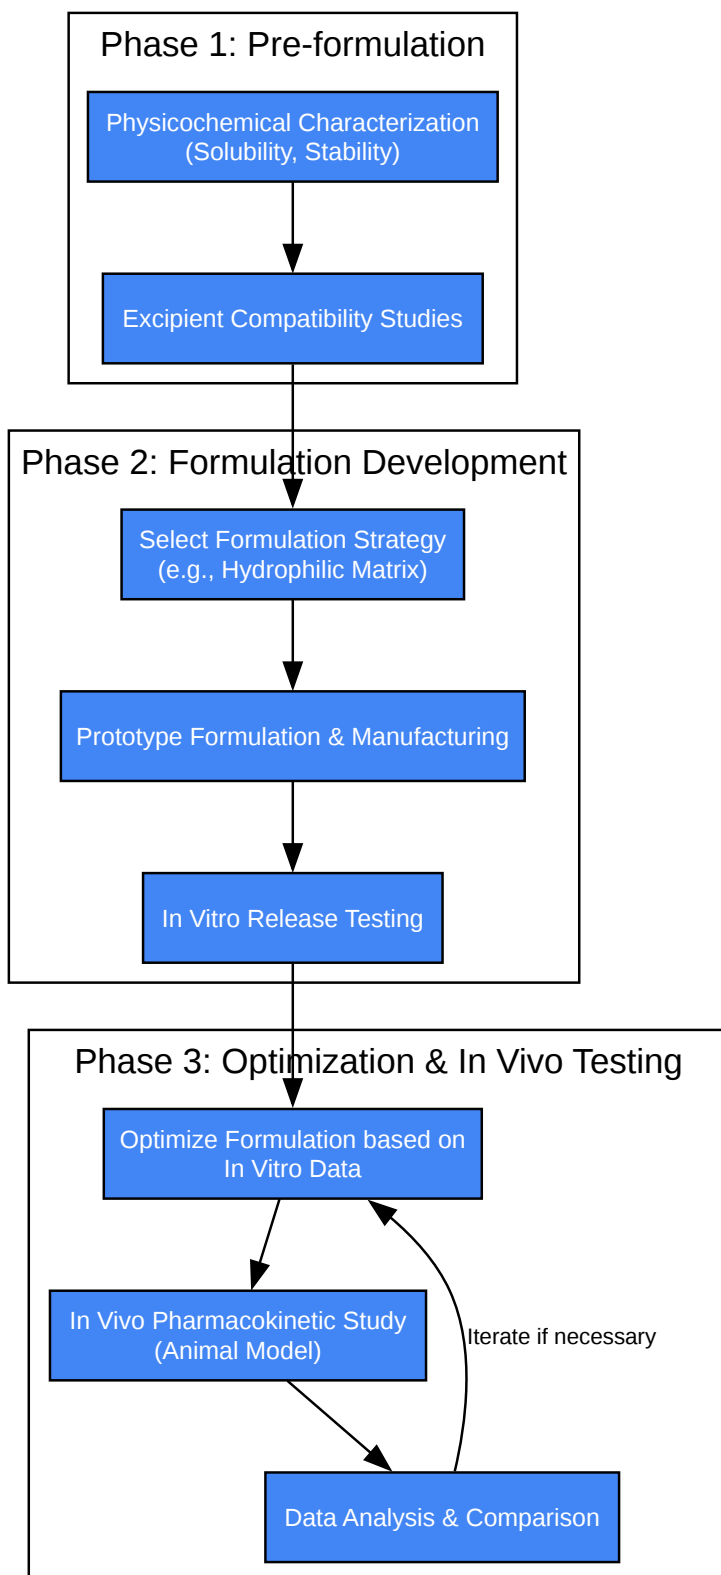 Phase 1: Pre-formulation
Physicochemical Characterization
(Solubility, Stability)
Excipient Compatibility Studies
Phase 2: Formulation Development
Select Formulation Strategy
(e.g., Hydrophilic Matrix)
Prototype Formulation & Manufacturing
In Vitro Release Testing
Phase 3: Optimization & In Vivo Testing
Optimize Formulation based on
In Vitro Data
In Vivo Pharmacokinetic Study
(Animal Model)
Iterate if necessary
Data Analysis & Comparison